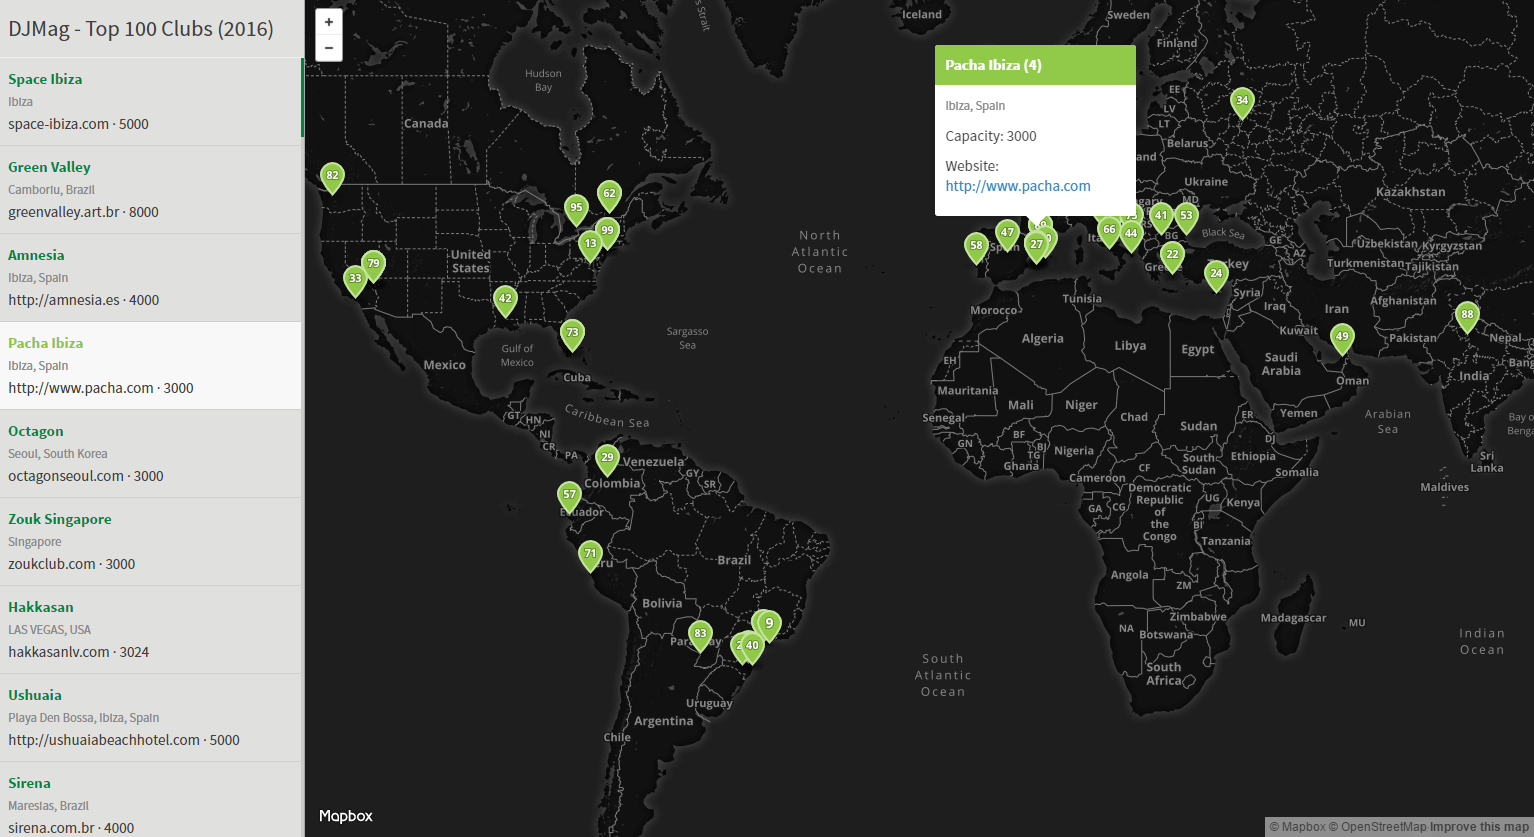 DJMag - Top 100 Clubs (2016)
Space Ibiza
Ibiza
space-ibiza.com · 5000
Green Valley
Camboriu, Brazil
greenvalley.art.br · 8000
Amnesia
Ibiza, Spain
http://amnesia.es · 4000
Pacha Ibiza
Ibiza, Spain
http://www.pacha.com · 3000
Octagon
Seoul, South Korea
octagonseoul.com · 3000
Zouk Singapore
Singapore
zoukclub.com · 3000
Hakkasan
LAS VEGAS, USA
hakkasanlv.com · 3024
Ushuaia
Playa Den Bossa, Ibiza, Spain
http://ushuaiabeachhotel.com · 5000
Sirena
Maresias, Brazil
sirena.com.br · 4000
+
−
Pacha Ibiza (4)
Ibiza, Spain
Capacity: 3000
Website:
http://www.pacha.com
Iceland
Sweden
Finland
Hudson
Bay
Canada
EE
LV
LT
34
Belarus
Ukraine
Kazakhstan
82
95
62
99
13
79
33
42
73
United
States
North
Atlantic
Ocean
58
47
27
66
44
41
53
22
24
MD
BG
Black Sea
GE
AZ
Uzbekistan
Kyrgyzstan
Turkmenistan
Tajikistan
Syria
Iraq
Iran
Afghanistan
Kuwait
Pakistan
49
88
Nepal
India
Tunisia
Morocco
Algeria
Libya
Egypt
Saudi
Arabia
Oman
Yemen
Arabian
Sea
Sargasso
Sea
Gulf of
Mexico
Mexico
Cuba
Caribbean Sea
GT
HN
NI
CR
PA
EH
Mauritania
Mali
Niger
Chad
Sudan
ER
DJ
Senegal
GN
BF
BJ
TG
Ghana
Nigeria
CF
South
Sudan
Ethiopia
Somalia
Cameroon
Sri
Lanka
Maldives
29
Venezuela
Colombia
GY
SR
57
71
Brazil
Bolivia
83
9
40
Uruguay
Argentina
Chile
Democratic
Republic
of
the
Congo
GA
CG
UG
Kenya
BI
Tanzania
Angola
ZM
Zimbabwe
NA
Botswana
Madagascar
MU
South
Africa
South
Atlantic
Ocean
Indian
Ocean
Mapbox
© Mapbox © OpenStreetMap Improve this map